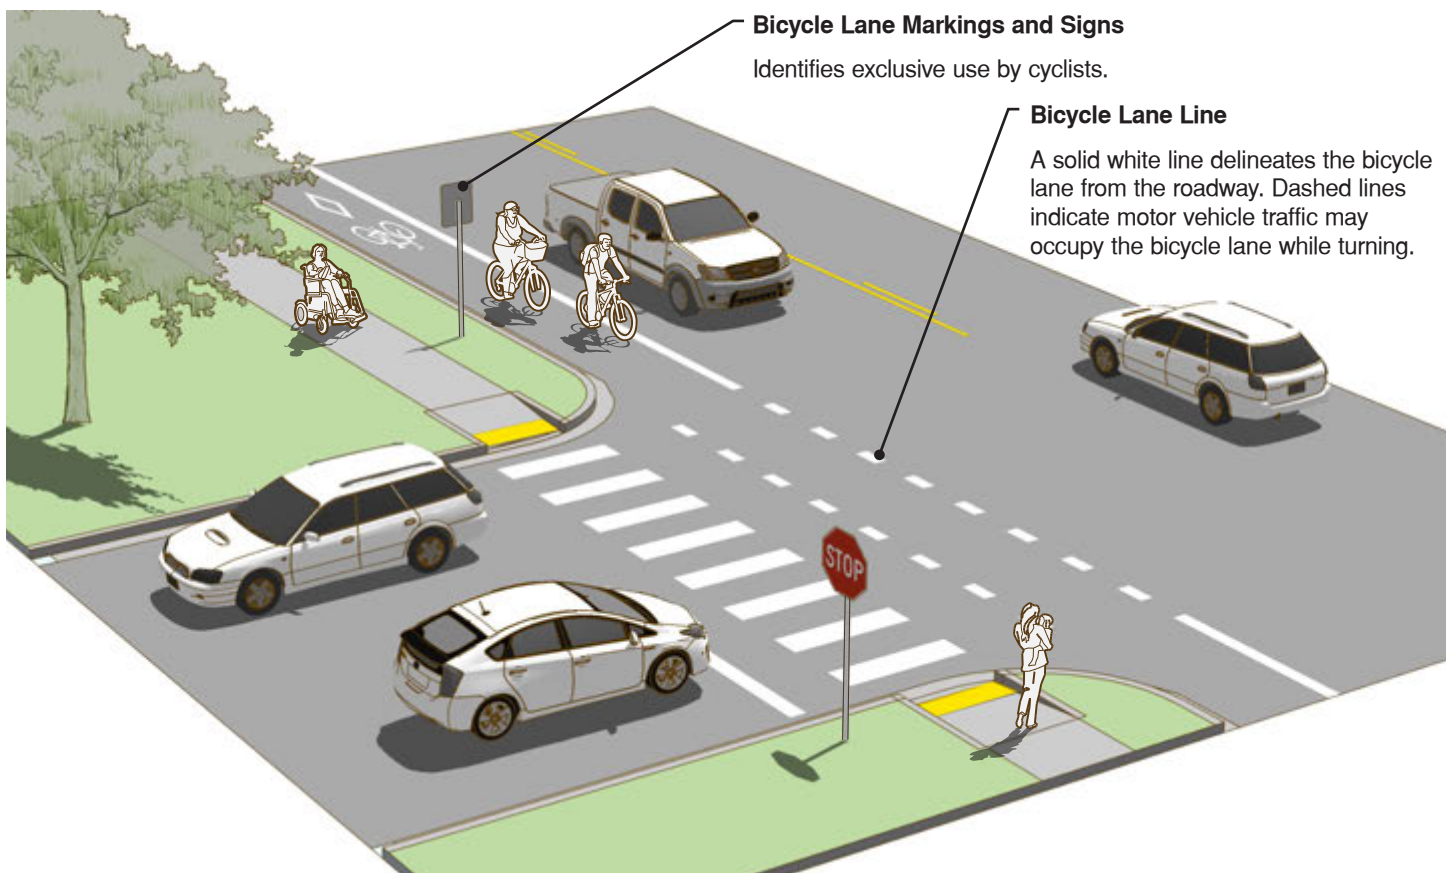 Bicycle Lane Markings and Signs
Identifies exclusive use by cyclists.
Bicycle Lane Line
A solid white line delineates the bicycle
lane from the roadway. Dashed lines
indicate motor vehicle traffic may
occupy the bicycle lane while turning.
STOP